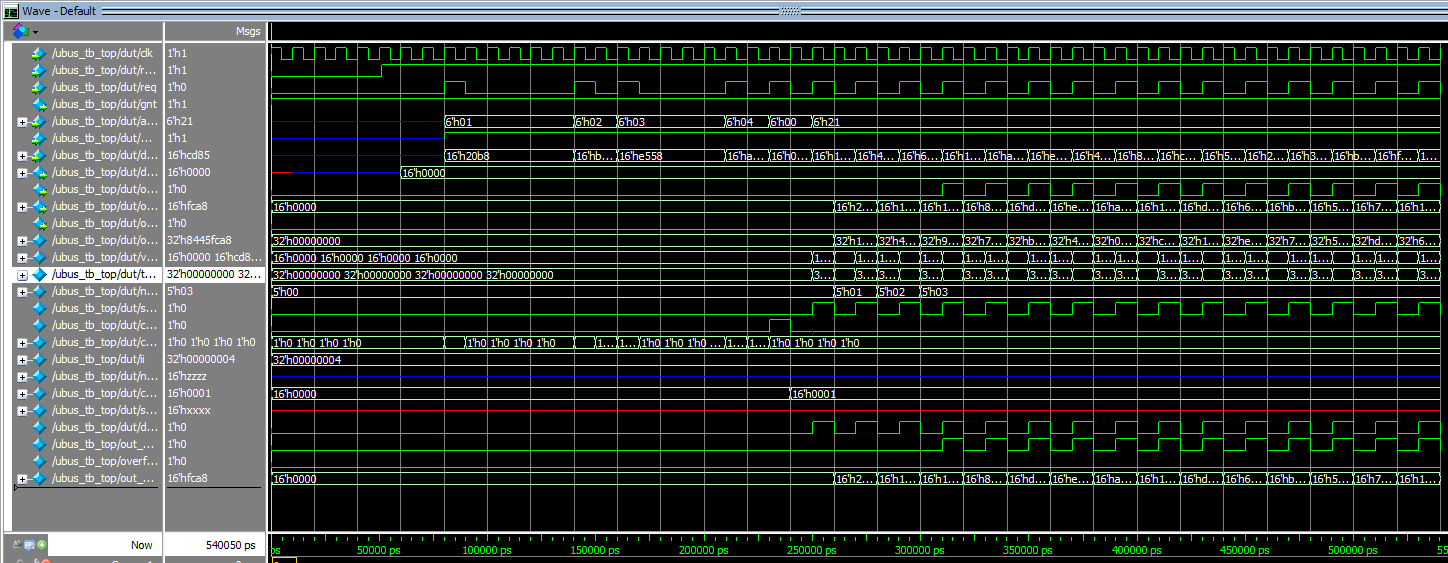 Wave - Default
Msgs
/ubus_tb_top/dut/clk 1'h1
/ubus_tb_top/dut/r... 1'h1
/ubus_tb_top/dut/req 1'h0
/ubus_tb_top/dut/gnt 1'h1
/ubus_tb_top/dut/a... 6'h21 6'h01 6'h02 6'h03 6'h04 6'h00 6'h21
/ubus_tb_top/dut/... 1'h1
/ubus_tb_top/dut/d... 16'hcd85 16'h20b8 16'hb... 16'he558 16'ha... 16'h0... 16'h1... 16'h4... 16'h6... 16'h1... 16'ha... 16'he... 16'h4... 16'h8... 16'hc... 16'h5... 16'h2... 16'h3... 16'hb... 16'hf... 1...
/ubus_tb_top/dut/d... 16'h0000 16'h0000
/ubus_tb_top/dut/o... 1'h0
/ubus_tb_top/dut/o... 16'hfca8 16'h0000 16'h2... 16'h1... 16'h1... 16'h8... 16'hd... 16'he... 16'ha... 16'h1... 16'hd... 16'h6... 16'hb... 16'h5... 16'h7... 16'h1...
/ubus_tb_top/dut/o... 1'h0
/ubus_tb_top/dut/o... 32'h8445fca8 32'h00000000 32'h1... 32'h4... 32'h9... 32'h7... 32'hb... 32'h4... 32'h0... 32'hc... 32'h1... 32'he... 32'h7... 32'h5... 32'hd... 32'h6...
/ubus_tb_top/dut/v... 16'h0000 16'hcd8... 16'h0000 16'h0000 16'h0000 16'h0000 1... 1... 1... 1... 1... 1... 1... 1... 1... 1... 1... 1... 1... 1... 1...
/ubus_tb_top/dut/t... 32'h00000000 32... 32'h00000000 32'h00000000 32'h00000000 32'h00000000 3... 3... 3... 3... 3... 3... 3... 3... 3... 3... 3... 3... 3... 3... 3...
/ubus_tb_top/dut/n... 5'h03 5'h00 5'h01 5'h02 5'h03
/ubus_tb_top/dut/s... 1'h0
/ubus_tb_top/dut/c... 1'h0
/ubus_tb_top/dut/c... 1'h0 1'h0 1'h0 1'h0 1'h0 1'h0 1'h0 1'h0 1'h0 1'h0 1'h0 1'h0 1... 1... 1'h0 1'h0 1'h0 ... 1... 1... 1'h0 1'h0 1'h0 1'h0
/ubus_tb_top/dut/ii 32'h00000004 32'h00000004
/ubus_tb_top/dut/n... 16'hzzzz
/ubus_tb_top/dut/c... 16'h0001 16'h0000 16'h0001
/ubus_tb_top/dut/s... 16'hxxxx
/ubus_tb_top/dut/d... 1'h0
/ubus_tb_top/out_... 1'h0
/ubus_tb_top/overf... 1'h0
/ubus_tb_top/out_... 16'hfca8 16'h0000 16'h2... 16'h1... 16'h1... 16'h8... 16'hd... 16'he... 16'ha... 16'h1... 16'hd... 16'h6... 16'hb... 16'h5... 16'h7... 16'h1...
Now 540050 ps ps 50000 ps 100000 ps 150000 ps 200000 ps 250000 ps 300000 ps 350000 ps 400000 ps 450000 ps 500000 ps 55